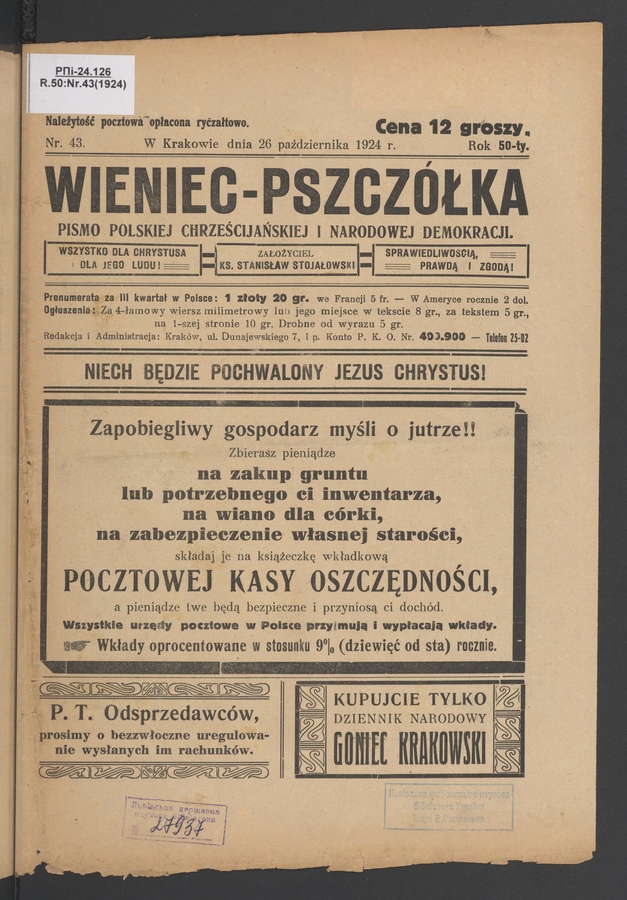 РПi-24.126
R.50:Nr.43(1924)
Należytość pocztowa opłacona ryczałtowo.
Cena 12 groszy.
Nr. 43. W Krakowie dnia 26 października 1924 r. Rok 50-ty.
WIENIEC-PSZCZÓŁKA
PISMO POLSKIEJ CHRZEŚCIJAŃSKIEJ I NARODOWEJ DEMOKRACJI.
WSZYSTKO DLA CHRYSTUSA
I DLA JEGO LUDU!
ZAŁOŻYCIEL
KS. STANISŁAW STOJAŁOWSKI
SPRAWIEDLIWOŚCIĄ,
PRAWDĄ I ZGODĄ!
Prenumerata za III kwartał w Polsce: 1 złoty 20 gr. we Francji 5 fr. — W Ameryce rocznie 2 dol.
Ogłoszenia: Za 4-łamowy wiersz milimetrowy lub jego miejsce w tekscie 8 gr., za tekstem 5 gr.,
na 1-szej stronie 10 gr. Drobne od wyrazu 5 gr.
Redakcja i Administracja: Kraków, ul. Dunajewskiego 7, I p. Konto P. K. O. Nr. 400.900 — Telefon 25-02
NIECH BĘDZIE POCHWALONY JEZUS CHRYSTUS!
Zapobiegliwy gospodarz myśli o jutrze!!
Zbierasz pieniądze
na zakup gruntu
lub potrzebnego ci inwentarza,
na wiano dla córki,
na zabezpieczenie własnej starości,
składaj je na książeczkę wkładkową
POCZTOWEJ KASY OSZCZĘDNOŚCI,
a pieniądze twe będą bezpieczne i przyniosą ci dochód.
Wszystkie urzędy pocztowe w Polsce przyjmują i wypłacają wkłady.
Wkłady oprocentowane w stosunku 9% (dziewięć od sta) rocznie.
P. T. Odsprzedawców,
prosimy o bezzwłoczne uregulowa-
nie wysłanych im rachunków.
KUPUJCIE TYLKO
DZIENNIK NARODOWY
GONIEC KRAKOWSKI
27937